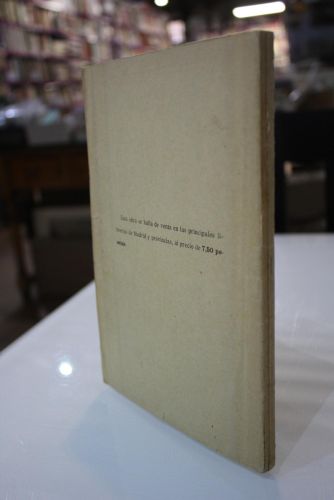 Esta obra se halla de venta en las principales li-
brerías de Madrid y provincias, al precio de 7,50 pe-
setas.